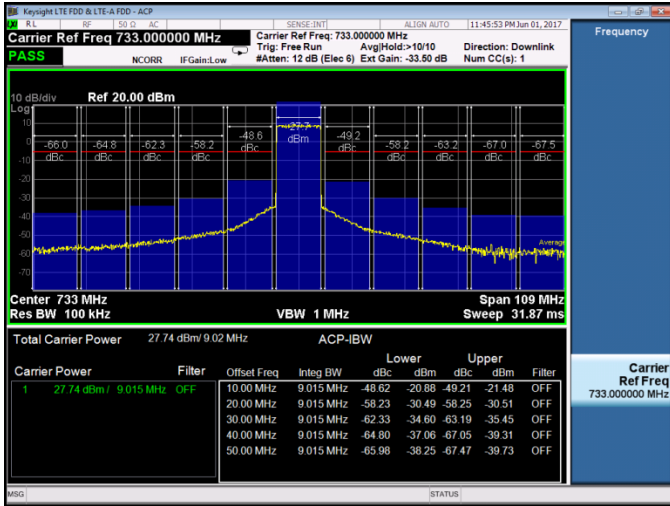 Keysight LTE FDD & LTE-A FDD - ACP
RL RF 50 Ω AC SENSE:INT ALIGN AUTO 11:45:53 PM Jun 01, 2017
Carrier Ref Freq 733.000000 MHz
Carrier Ref Freq: 733.000000 MHz
Trig: Free Run Avg|Hold:>10/10 Direction: Downlink
PASS NCORR IFGain:Low #Atten: 12 dB (Elec 6) Ext Gain: -33.50 dB Num CC(s): 1
10 dB/div Ref 20.00 dBm
Log
10
0
-10
-20
-30
-40
-50
-60
-70
-66.0 dBc
-64.8 dBc
-62.3 dBc
-58.2 dBc
-48.6 dBc
27.7 dBm
-49.2 dBc
-58.2 dBc
-63.2 dBc
-67.0 dBc
-67.5 dBc
Average
Center 733 MHz Span 109 MHz
Res BW 100 kHz VBW 1 MHz Sweep 31.87 ms
Total Carrier Power 27.74 dBm/ 9.02 MHz ACP-IBW
Lower Upper
Carrier Power Filter Offset Freq Integ BW dBc dBm dBc dBm Filter
1 27.74 dBm / 9.015 MHz OFF 10.00 MHz 9.015 MHz -48.62 -20.88 -49.21 -21.48 OFF
20.00 MHz 9.015 MHz -58.23 -30.49 -58.25 -30.51 OFF
30.00 MHz 9.015 MHz -62.33 -34.60 -63.19 -35.45 OFF
40.00 MHz 9.015 MHz -64.80 -37.06 -67.05 -39.31 OFF
50.00 MHz 9.015 MHz -65.98 -38.25 -67.47 -39.73 OFF
MSG STATUS
Frequency
Carrier
Ref Freq
733.000000 MHz